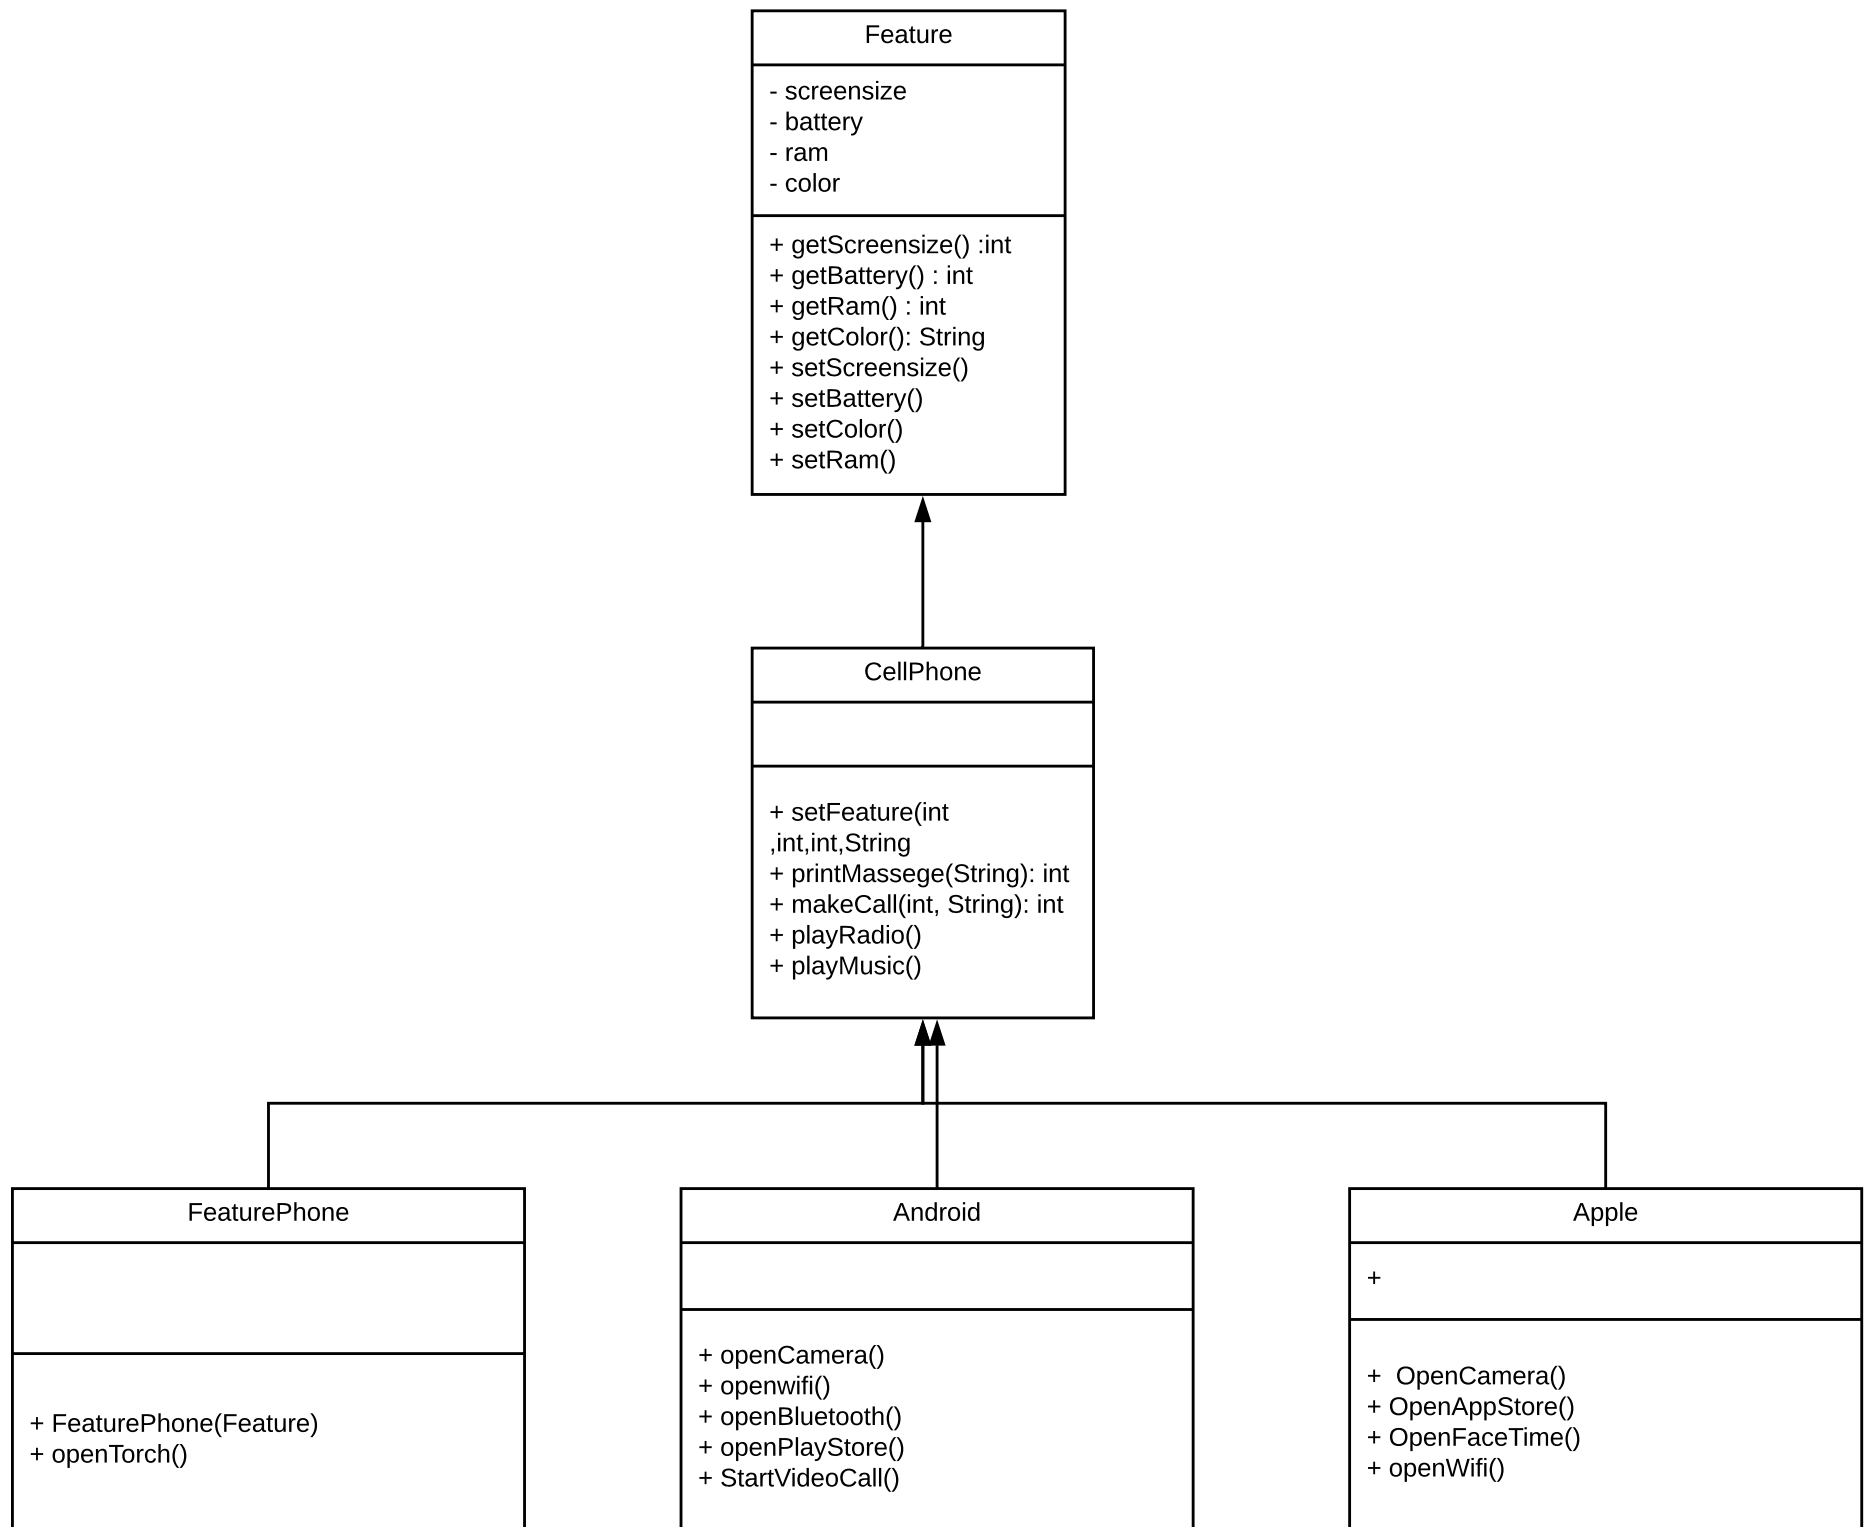 Feature
- screensize
- battery
- ram
- color
+ getScreensize() :int
+ getBattery() : int
+ getRam() : int
+ getColor(): String
+ setScreensize()
+ setBattery()
+ setColor()
+ setRam()
CellPhone
+ setFeature(int
,int,int,String
+ printMassege(String): int
+ makeCall(int, String): int
+ playRadio()
+ playMusic()
FeaturePhone
+ FeaturePhone(Feature)
+ openTorch()
Android
+ openCamera()
+ openwifi()
+ openBluetooth()
+ openPlayStore()
+ StartVideoCall()
Apple
+
+  OpenCamera()
+ OpenAppStore()
+ OpenFaceTime()
+ openWifi()